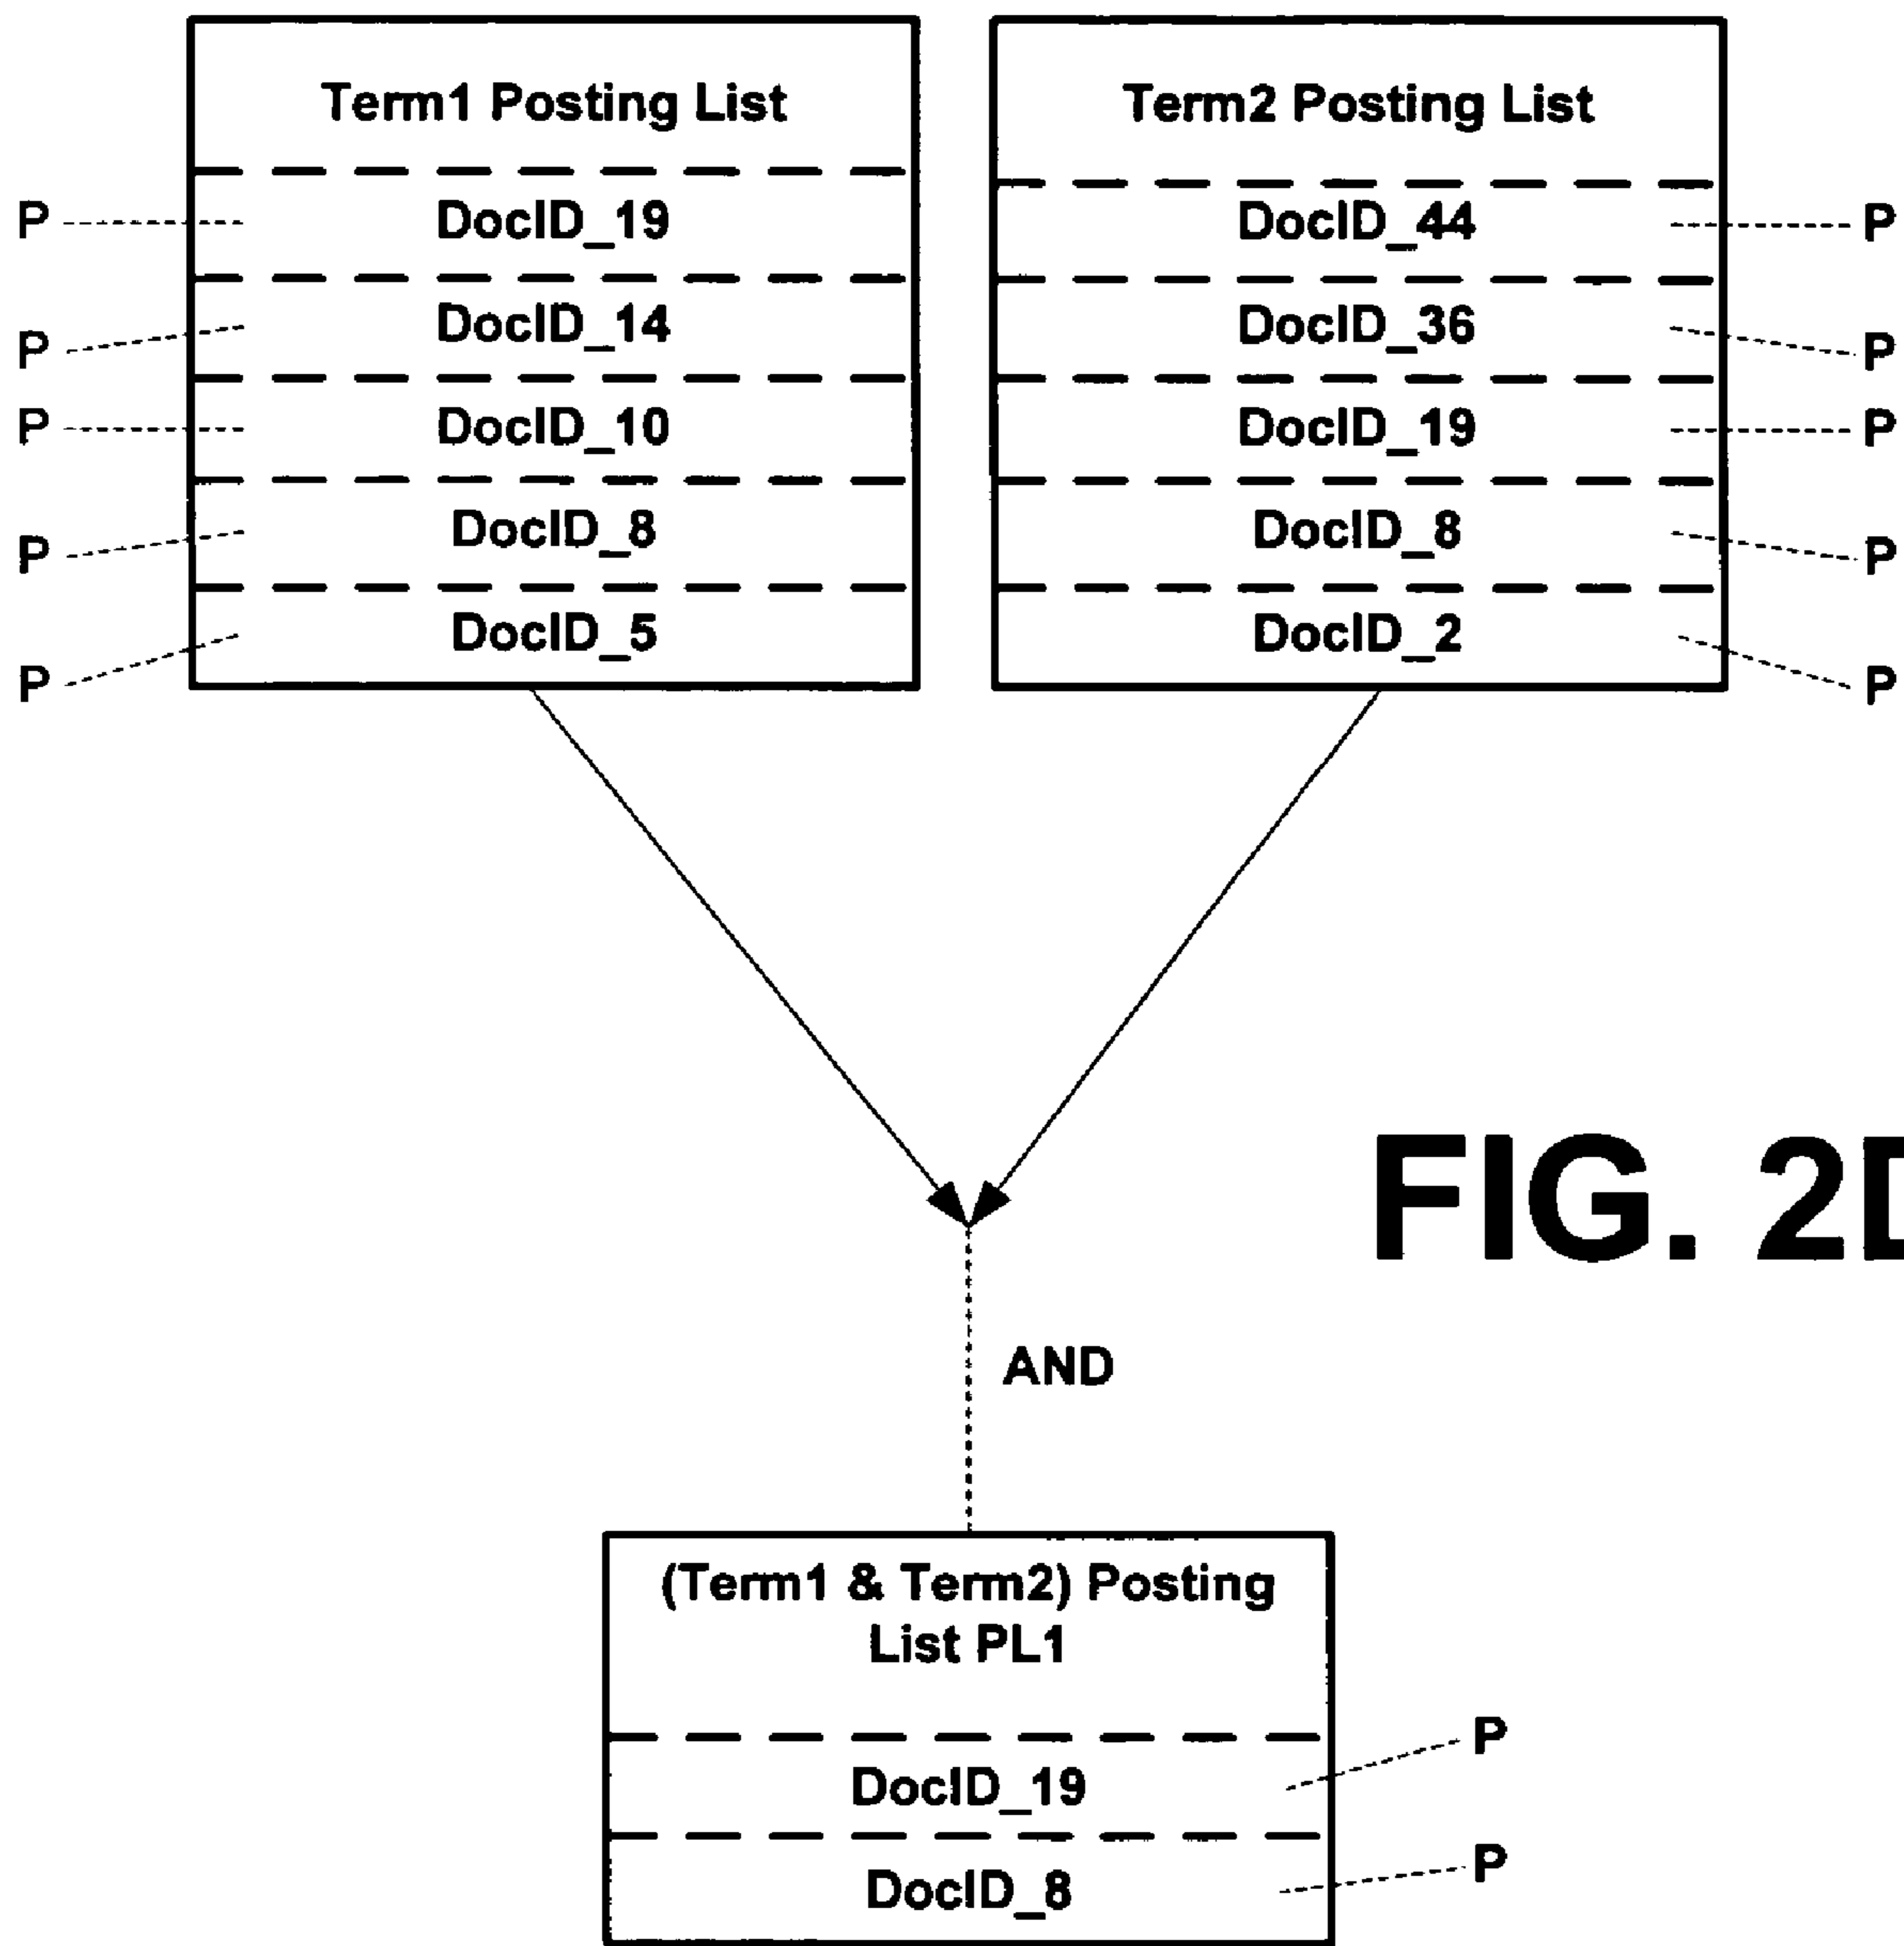 Term1 Posting List
P DocID_19
P DocID_14
P DocID_10
P DocID_8
P DocID_5
Term2 Posting List
DocID_44 P
DocID_36 P
DocID_19 P
DocID_8 P
DocID_2 P
FIG. 2D
AND
(Term1 & Term2) Posting
List PL1
DocID_19 P
DocID_8 P